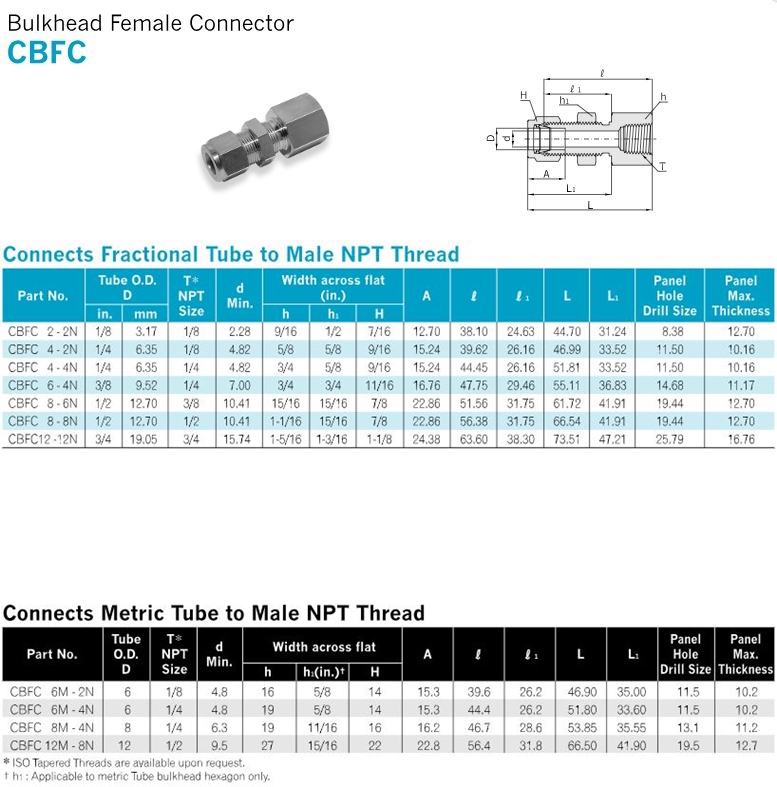 Bulkhead Female Connector
CBFC
ℓ
ℓ 1
H h1 h
D d
A T
L1
L
Connects Fractional Tube to Male NPT Thread
Part No. Tube O.D. D in. mm T* NPT Size d Min. Width across flat (in.) h h1 H A ℓ ℓ 1 L L1 Panel Hole Drill Size Panel Max. Thickness
CBFC 2 - 2N 1/8 3.17 1/8 2.28 9/16 1/2 7/16 12.70 38.10 24.63 44.70 31.24 8.38 12.70
CBFC 4 - 2N 1/4 6.35 1/8 4.82 5/8 5/8 9/16 15.24 39.62 26.16 46.99 33.52 11.50 10.16
CBFC 4 - 4N 1/4 6.35 1/4 4.82 3/4 5/8 9/16 15.24 44.45 26.16 51.81 33.52 11.50 10.16
CBFC 6 - 4N 3/8 9.52 1/4 7.00 3/4 3/4 11/16 16.76 47.75 29.46 55.11 36.83 14.68 11.17
CBFC 8 - 6N 1/2 12.70 3/8 10.41 15/16 15/16 7/8 22.86 51.56 31.75 61.72 41.91 19.44 12.70
CBFC 8 - 8N 1/2 12.70 1/2 10.41 1-1/16 15/16 7/8 22.86 56.38 31.75 66.54 41.91 19.44 12.70
CBFC12 -12N 3/4 19.05 3/4 15.74 1-5/16 1-3/16 1-1/8 24.38 63.60 38.30 73.51 47.21 25.79 16.76
Connects Metric Tube to Male NPT Thread
Part No. Tube O.D. D T* NPT Size d Min. Width across flat h h1(in.)† H A ℓ ℓ 1 L L1 Panel Hole Drill Size Panel Max. Thickness
CBFC 6M - 2N 6 1/8 4.8 16 5/8 14 15.3 39.6 26.2 46.90 35.00 11.5 10.2
CBFC 6M - 4N 6 1/4 4.8 19 5/8 14 15.3 44.4 26.2 51.80 33.60 11.5 10.2
CBFC 8M - 4N 8 1/4 6.3 19 11/16 16 16.2 46.7 28.6 53.85 35.55 13.1 11.2
CBFC 12M - 8N 12 1/2 9.5 27 15/16 22 22.8 56.4 31.8 66.50 41.90 19.5 12.7
* ISO Tapered Threads are available upon request.
† h1 : Applicable to metric Tube bulkhead hexagon only.